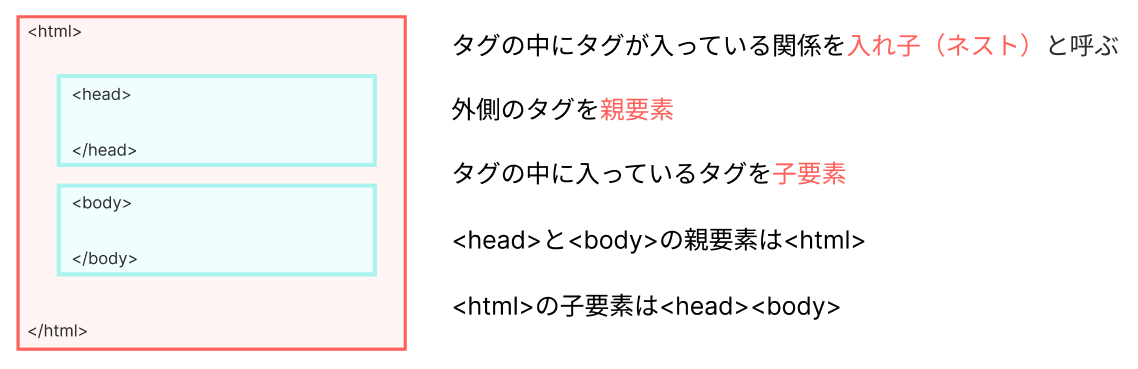 <html>
<head>
</head>
<body>
</body>
</html>
タグの中にタグが入っている関係を入れ子（ネスト）と呼ぶ
外側のタグを親要素
タグの中に入っているタグを子要素
<head>と<body>の親要素は<html>
<html>の子要素は<head><body>